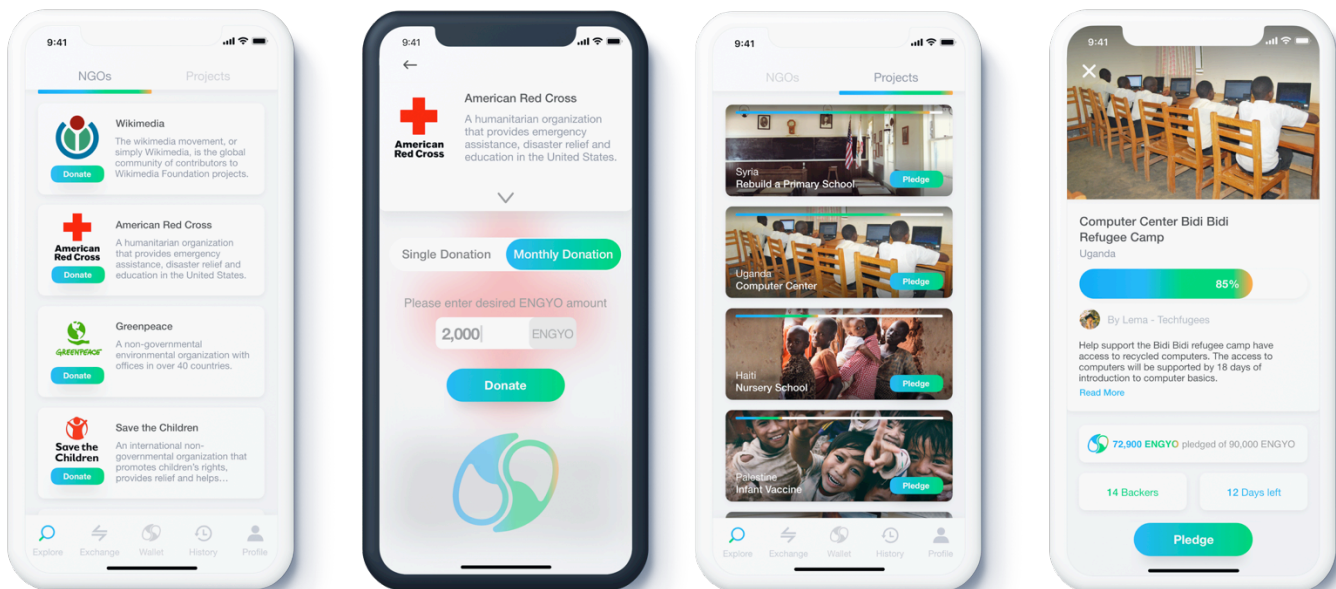 9:41
NGOs
Projects
Wikimedia
The wikimedia movement, or
simply Wikimedia, is the global
community of contributors to
Wikimedia Foundation projects.
Donate
American
Red Cross
Donate
American Red Cross
A humanitarian organization
that provides emergency
assistance, disaster relief and
education in the United States.
GREENPEACE
Donate
Greenpeace
A non-governmental
environmental organization with
offices in over 40 countries.
Save the
Children
Donate
Save the Children
An international non-
governmental organization that
promotes children's rights,
provides relief and helps...
Explore
Exchange
Wallet
History
Profile
9:41
American
Red Cross
American Red Cross
A humanitarian organization
that provides emergency
assistance, disaster relief and
education in the United States.
Single Donation
Monthly Donation
Please enter desired ENGYO amount
2,000
ENGYO
Donate
9:41
NGOs
Projects
Syria
Rebuild a Primary School
Pledge
Uganda
Computer Center
Pledge
Haiti
Nursery School
Pledge
Palestine
Infant Vaccine
Pledge
Explore
Exchange
Wallet
History
Profile
9:41
Computer Center Bidi Bidi
Refugee Camp
Uganda
85%
By Lema - Techfugees
Help support the Bidi Bidi refugee camp have
access to recycled computers. The access to
computers will be supported by 18 days of
introduction to computer basics.
Read More
72,900 ENGYO pledged of 90,000 ENGYO
14 Backers
12 Days left
Pledge